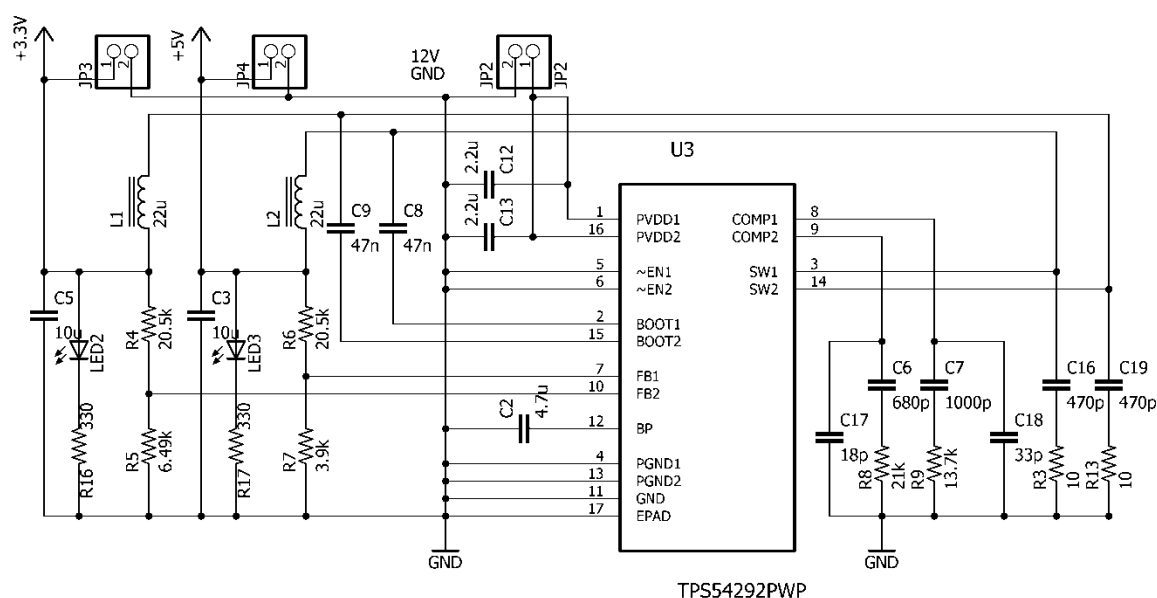 +3.3V
JP3
1
2
+5V
JP4
1
2
12V
GND
JP2
2
1
JP2
U3
L1
22u
L2
22u
C9
47n
C8
47n
2.2u
C12
2.2u
C13
1 PVDD1 COMP1 8
16 PVDD2 COMP2 9
5 ~EN1 SW1 3
6 ~EN2 SW2 14
2 BOOT1
15 BOOT2
7 FB1
10 FB2
12 BP
4 PGND1
13 PGND2
11 GND
17 EPAD
C5
10u
LED2
R4
20.5k
C3
10u
LED3
R6
20.5k
330
R16
R5
6.49k
330
R17
R7
3.9k
C2
4.7u
C6
680p
C7
1000p
C16
470p
C19
470p
C17
18p
R8
21k
R9
13.7k
C18
33p
R3
10
R13
10
GND
GND
TPS54292PWP